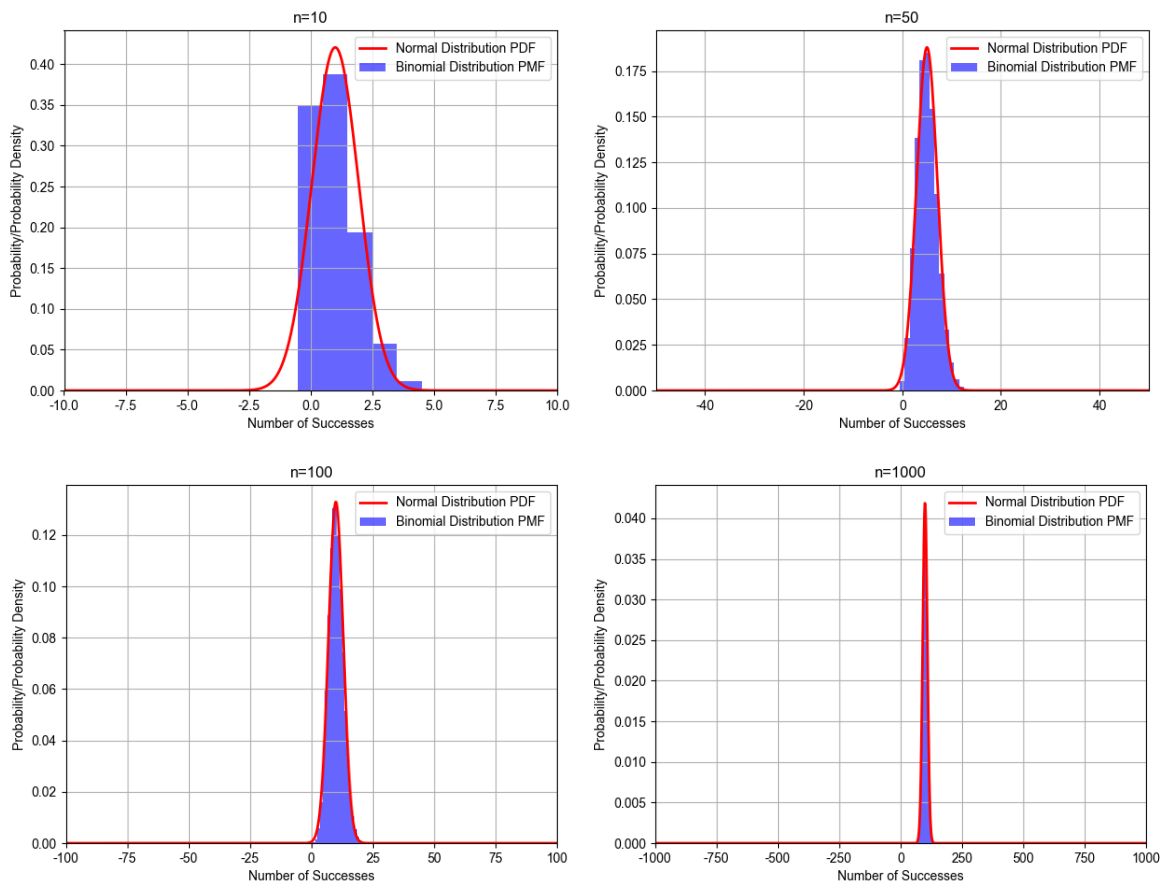 n=10
Normal Distribution PDF
Binomial Distribution PMF
Probability/Probability Density
0.40
0.35
0.30
0.25
0.20
0.15
0.10
0.05
0.00
-10.0 -7.5 -5.0 -2.5 0.0 2.5 5.0 7.5 10.0
Number of Successes
n=50
Normal Distribution PDF
Binomial Distribution PMF
Probability/Probability Density
0.175
0.150
0.125
0.100
0.075
0.050
0.025
0.000
-40 -20 0 20 40
Number of Successes
n=100
Normal Distribution PDF
Binomial Distribution PMF
Probability/Probability Density
0.12
0.10
0.08
0.06
0.04
0.02
0.00
-100 -75 -50 -25 0 25 50 75 100
Number of Successes
n=1000
Normal Distribution PDF
Binomial Distribution PMF
Probability/Probability Density
0.040
0.035
0.030
0.025
0.020
0.015
0.010
0.005
0.000
-1000 -750 -500 -250 0 250 500 750 1000
Number of Successes